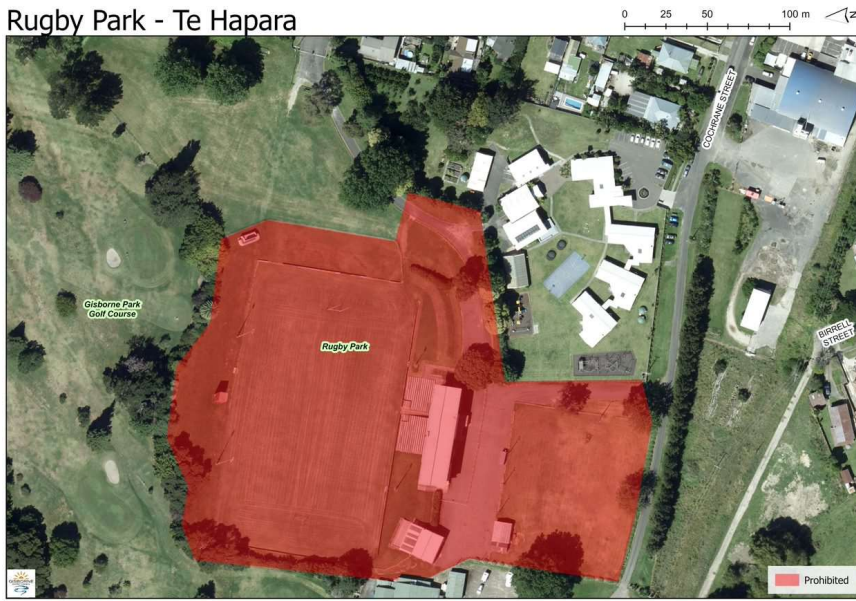 Rugby Park - Te Hapara
0 25 50 100 m
N
COCHRANE STREET
BIRRELL
STREET
Gisborne Park
Golf Course
Rugby Park
GISBORNE
Prohibited